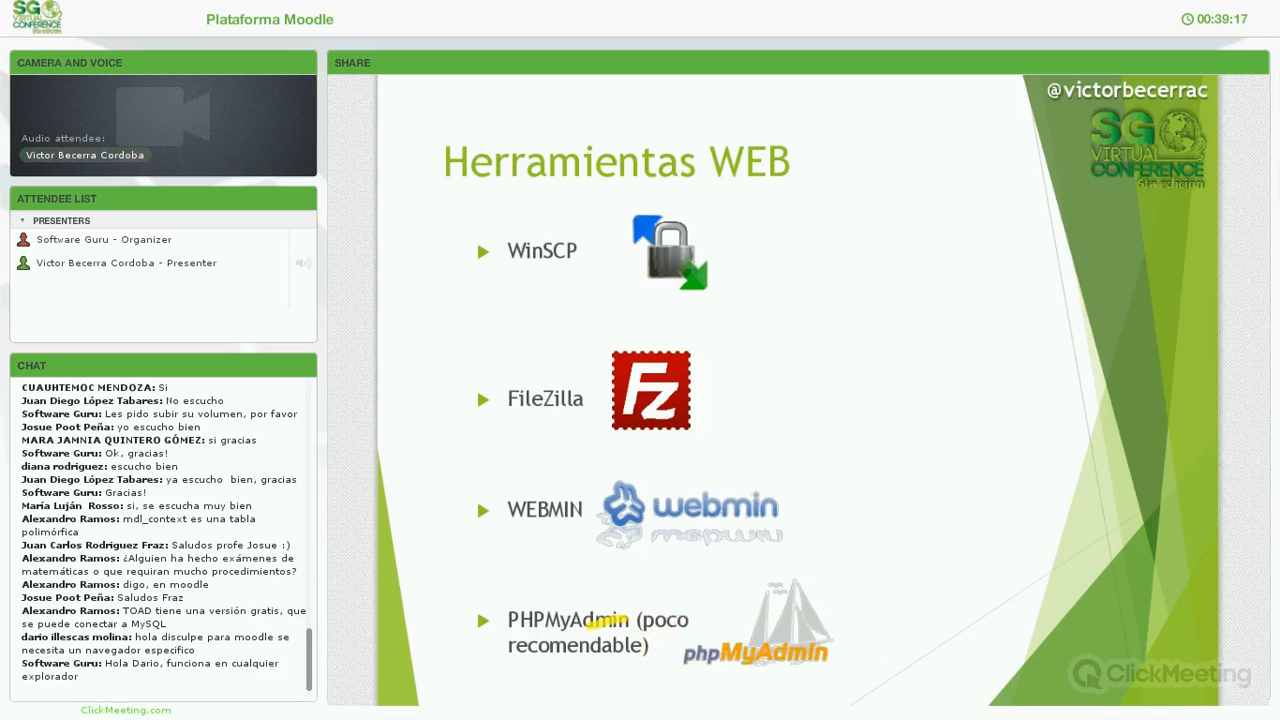 SG
VIRTUAL
CONFERENCE
6ta edición
Plataforma Moodle
00:39:17
CAMERA AND VOICE
Audio attendee:
Victor Becerra Cordoba
ATTENDEE LIST
PRESENTERS
Software Guru - Organizer
Victor Becerra Cordoba - Presenter
CHAT
CUAUHTEMOC MENDOZA: Si
Juan Diego López Tabares: No escucho
Software Guru: Les pido subir su volumen, por favor
Josue Poot Peña: yo escucho bien
MARA JAMNIA QUINTERO GÓMEZ: si gracias
Software Guru: Ok, gracias!
diana rodriguez: escucho bien
Juan Diego López Tabares: ya escucho bien, gracias
Software Guru: Gracias!
María Luján Rosso: si, se escucha muy bien
Alexandro Ramos: mdl_context es una tabla
polimórfica
Juan Carlos Rodriguez Fraz: Saludos profe Josue :)
Alexandro Ramos: ¿Alguien ha hecho exámenes de
matemáticas o que requiran mucho procedimientos?
Alexandro Ramos: digo, en moodle
Josue Poot Peña: Saludos Fraz
Alexandro Ramos: TOAD tiene una versión gratis, que
se puede conectar a MySQL
dario illescas molina: hola disculpe para moodle se
necesita un navegador especifico
Software Guru: Hola Dario, funciona en cualquier
explorador
ClickMeeting.com
SHARE
@victorbecerrac
SG
VIRTUAL
CONFERENCE
6ta edición
Herramientas WEB
WinSCP
FileZilla
Fz
WEBMIN
webmin
PHPMyAdmin (poco
recomendable)
phpMyAdmin
ClickMeeting